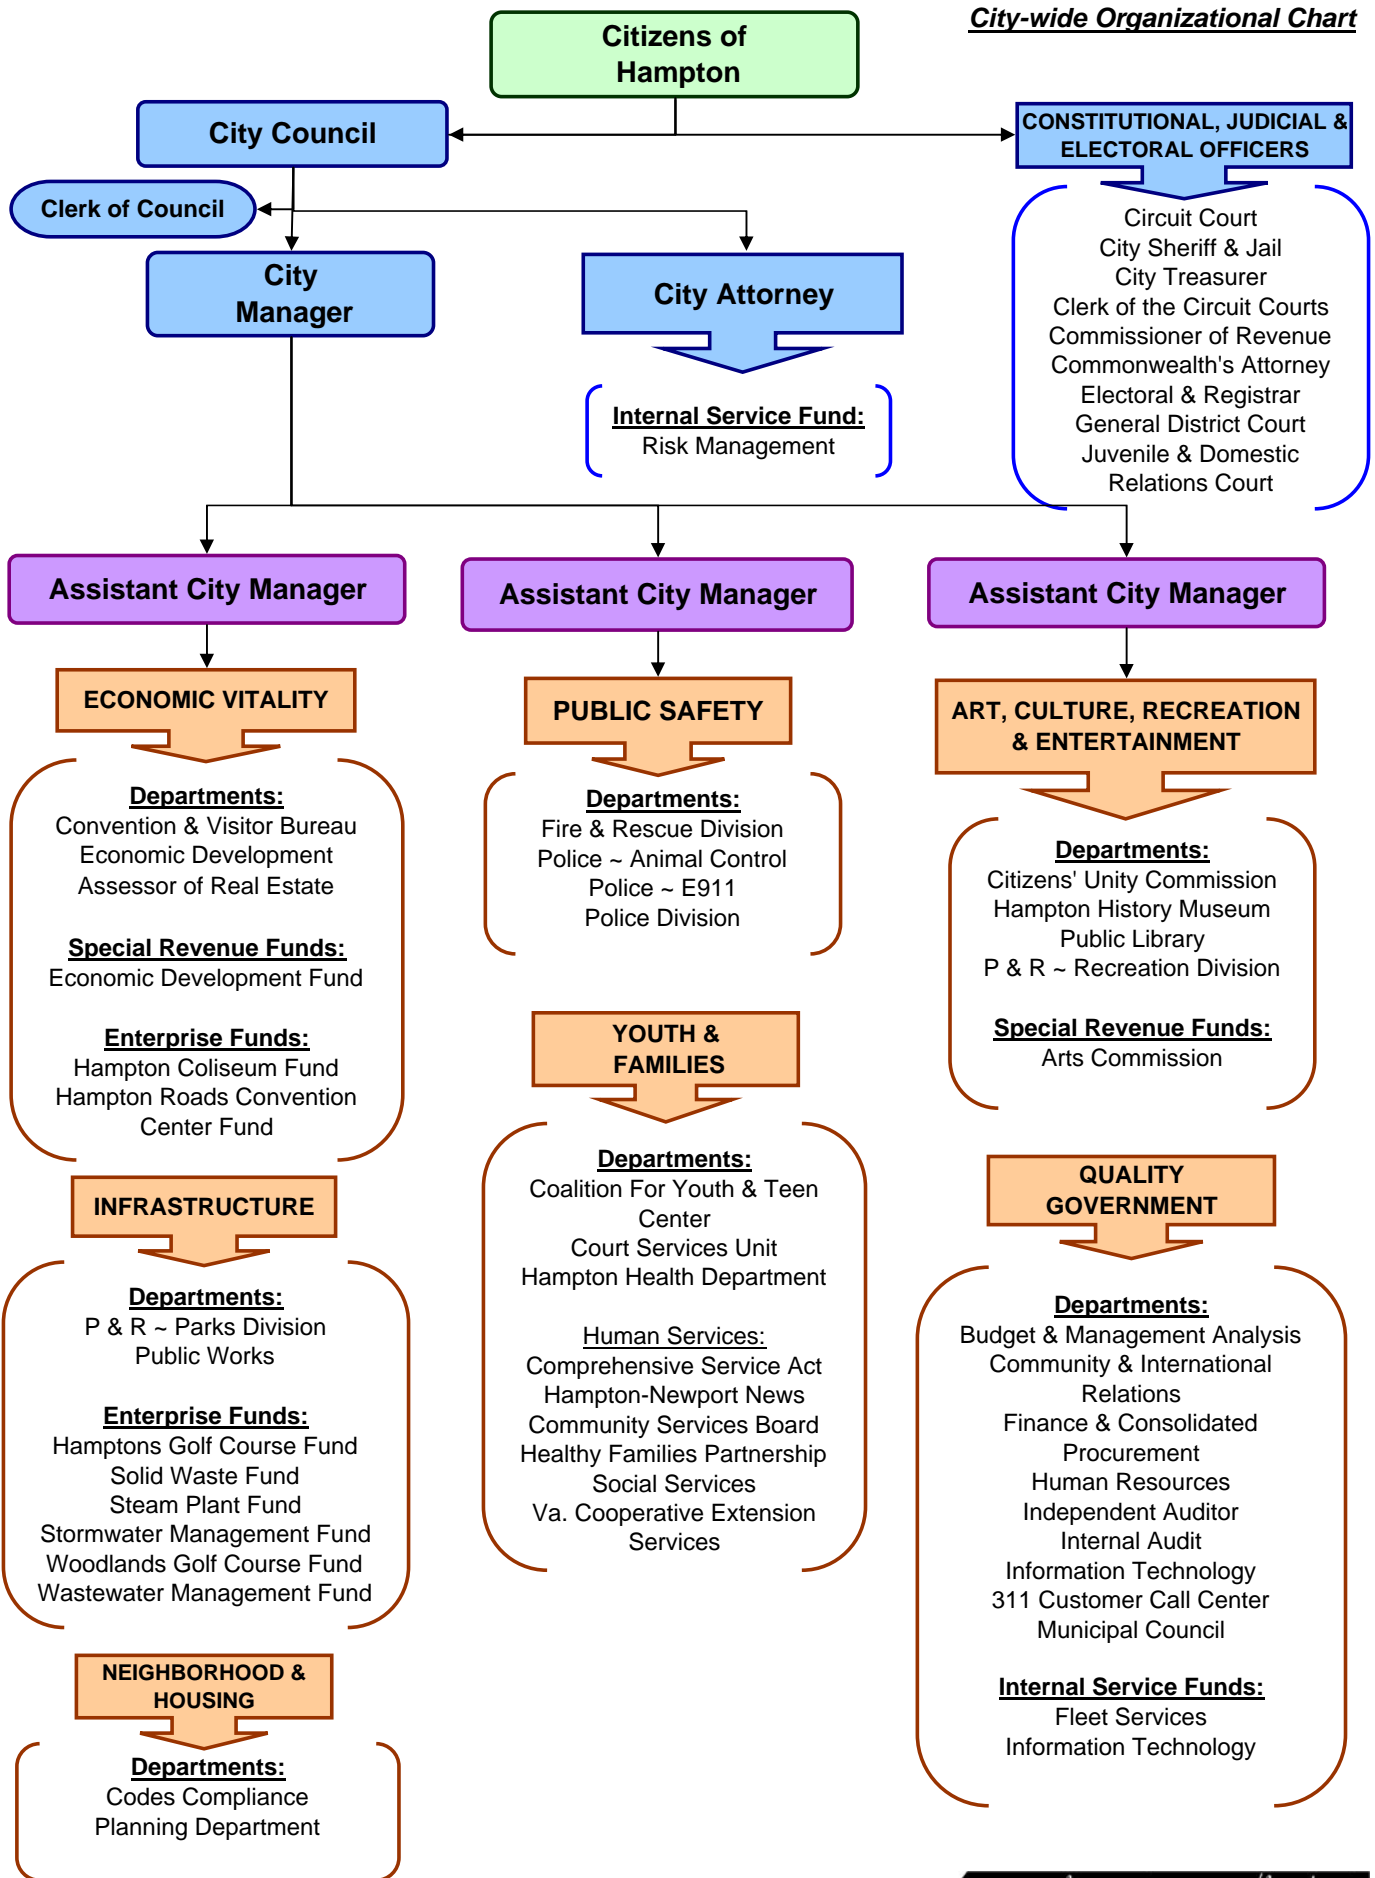 City-wide Organizational Chart
Citizens of
Hampton
City Council
CONSTITUTIONAL, JUDICIAL &
ELECTORAL OFFICERS
Clerk of Council
City
Manager
City Attorney
Circuit Court
City Sheriff & Jail
City Treasurer
Clerk of the Circuit Courts
Commissioner of Revenue
Commonwealth's Attorney
Electoral & Registrar
General District Court
Juvenile & Domestic
Relations Court
Internal Service Fund:
Risk Management
Assistant City Manager
Assistant City Manager
Assistant City Manager
ECONOMIC VITALITY
Departments:
Convention & Visitor Bureau
Economic Development
Assessor of Real Estate
Special Revenue Funds:
Economic Development Fund
Enterprise Funds:
Hampton Coliseum Fund
Hampton Roads Convention
Center Fund
INFRASTRUCTURE
Departments:
P & R ~ Parks Division
Public Works
Enterprise Funds:
Hamptons Golf Course Fund
Solid Waste Fund
Steam Plant Fund
Stormwater Management Fund
Woodlands Golf Course Fund
Wastewater Management Fund
NEIGHBORHOOD &
HOUSING
Departments:
Codes Compliance
Planning Department
PUBLIC SAFETY
Departments:
Fire & Rescue Division
Police ~ Animal Control
Police ~ E911
Police Division
YOUTH &
FAMILIES
Departments:
Coalition For Youth & Teen
Center
Court Services Unit
Hampton Health Department
Human Services:
Comprehensive Service Act
Hampton-Newport News
Community Services Board
Healthy Families Partnership
Social Services
Va. Cooperative Extension
Services
ART, CULTURE, RECREATION
& ENTERTAINMENT
Departments:
Citizens' Unity Commission
Hampton History Museum
Public Library
P & R ~ Recreation Division
Special Revenue Funds:
Arts Commission
QUALITY
GOVERNMENT
Departments:
Budget & Management Analysis
Community & International
Relations
Finance & Consolidated
Procurement
Human Resources
Independent Auditor
Internal Audit
Information Technology
311 Customer Call Center
Municipal Council
Internal Service Funds:
Fleet Services
Information Technology